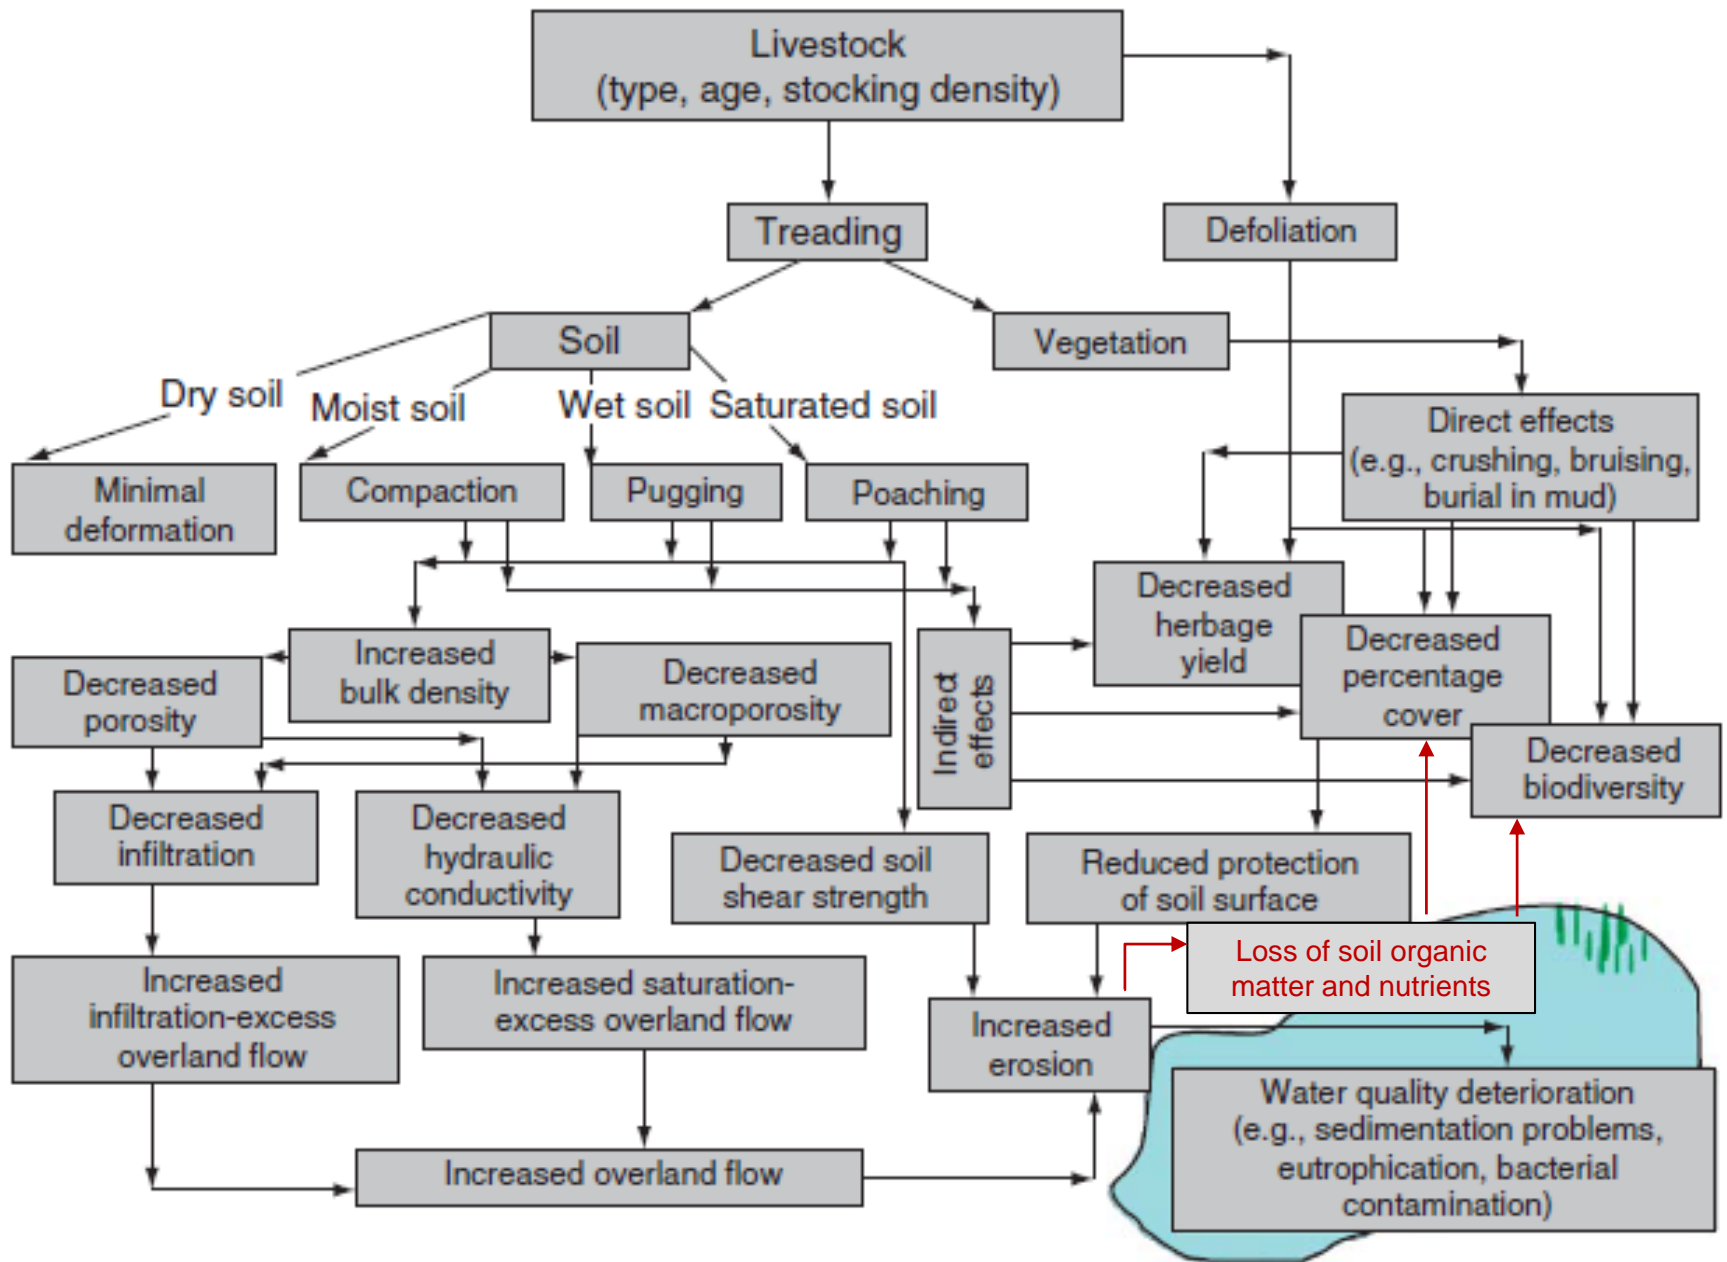 Livestock
(type, age, stocking density)
Treading
Defoliation
Soil
Vegetation
Dry soil
Moist soil
Wet soil
Saturated soil
Direct effects
(e.g., crushing, bruising,
burial in mud)
Minimal
deformation
Compaction
Pugging
Poaching
Decreased
herbage
yield
Decreased
percentage
cover
Decreased
biodiversity
Indirect
effects
Increased
bulk density
Decreased
porosity
Decreased
macroporosity
Decreased
infiltration
Decreased
hydraulic
conductivity
Decreased soil
shear strength
Reduced protection
of soil surface
Loss of soil organic
matter and nutrients
Increased
infiltration-excess
overland flow
Increased saturation-
excess overland flow
Increased
erosion
Water quality deterioration
(e.g., sedimentation problems,
eutrophication, bacterial
contamination)
Increased overland flow